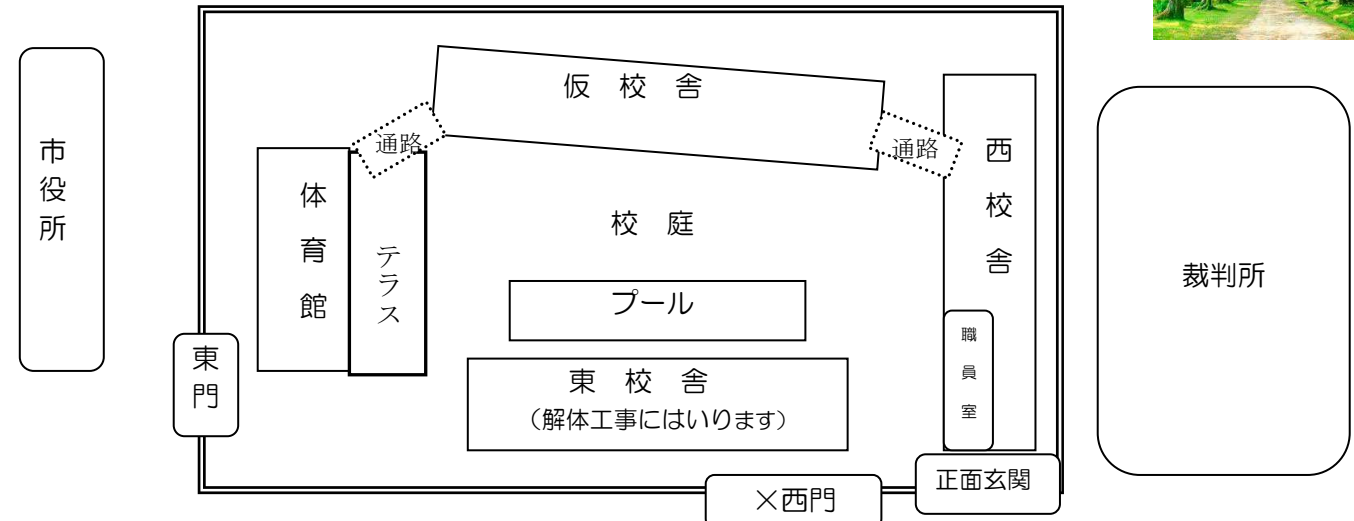 仮校舎
通路
通路
市役所
体育館
テラス
西校舎
校庭
裁判所
プール
職員室
東門
東校舎
（解体工事にはいります）
正面玄関
×西門